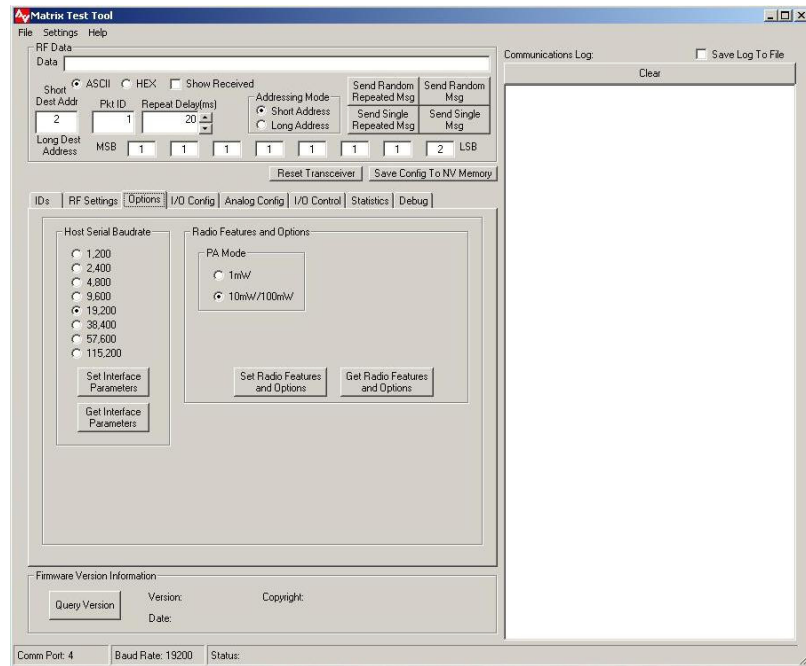 Matrix Test Tool
File Settings Help
RF Data
Data
ASCII HEX Show Received
Short Dest Addr
Pkt ID
Repeat Delay(ms)
2
1
20
Addressing Mode
Short Address
Long Address
Send Random Repeated Msg
Send Random Msg
Send Single Repeated Msg
Send Single Msg
Long Dest Address
MSB 1 1 1 1 1 1 1 2 LSB
Reset Transceiver
Save Config To NV Memory
IDs RF Settings Options I/O Config Analog Config I/O Control Statistics Debug
Host Serial Baudrate
1,200
2,400
4,800
9,600
19,200
38,400
57,600
115,200
Set Interface Parameters
Get Interface Parameters
Radio Features and Options
PA Mode
1mW
10mW/100mW
Set Radio Features and Options
Get Radio Features and Options
Firmware Version Information
Query Version
Version:
Copyright:
Date:
Communications Log:
Save Log To File
Clear
Comm Port: 4
Baud Rate: 19200
Status: